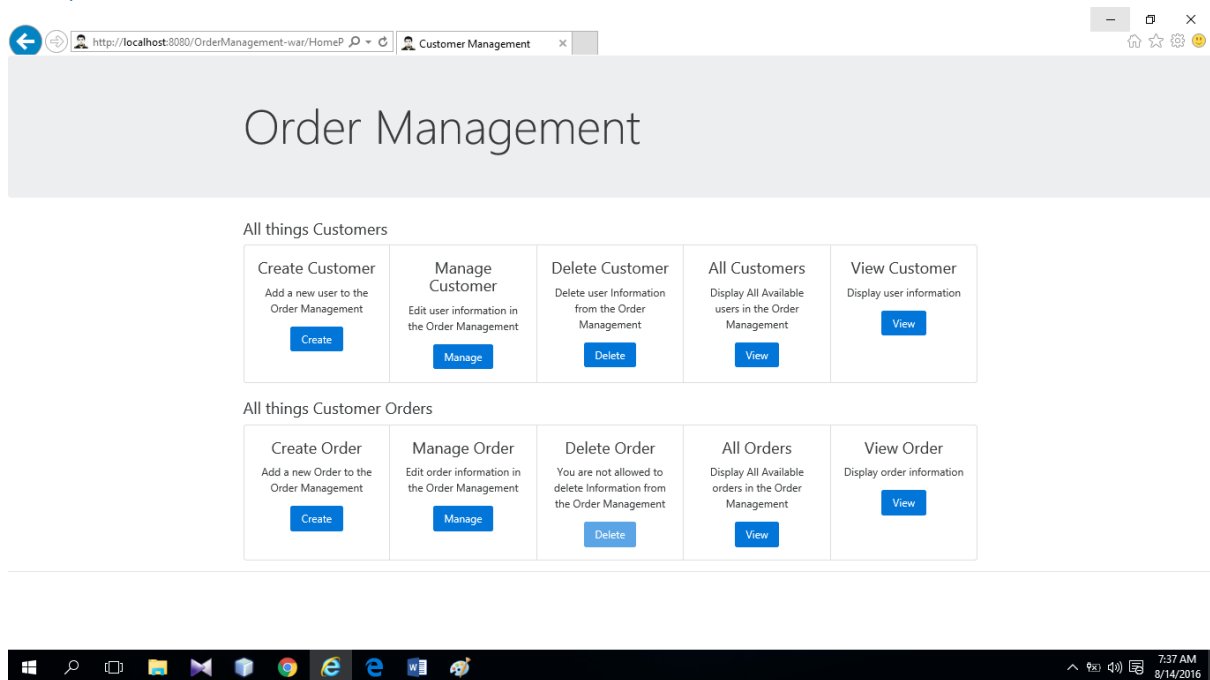 http://localhost:8080/OrderManagement-war/HomeP
Customer Management
Order Management
All things Customers
Create Customer
Add a new user to the
Order Management
Create
Manage
Customer
Edit user information in
the Order Management
Manage
Delete Customer
Delete user Information
from the Order
Management
Delete
All Customers
Display All Available
users in the Order
Management
View
View Customer
Display user information
View
All things Customer Orders
Create Order
Add a new Order to the
Order Management
Create
Manage Order
Edit order information in
the Order Management
Manage
Delete Order
You are not allowed to
delete Information from
the Order Management
Delete
All Orders
Display All Available
orders in the Order
Management
View
View Order
Display order information
View
7:37 AM
8/14/2016